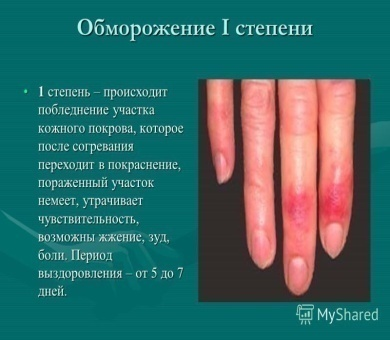 Обморожение I степени
• 1 степень – происходит
побледнение участка
кожного покрова, которое
после согревания
переходит в покраснение,
пораженный участок
немеет, утрачивает
чувствительность,
возможны жжение, зуд,
боли. Период
выздоровления – от 5 до 7
дней.
MyShared